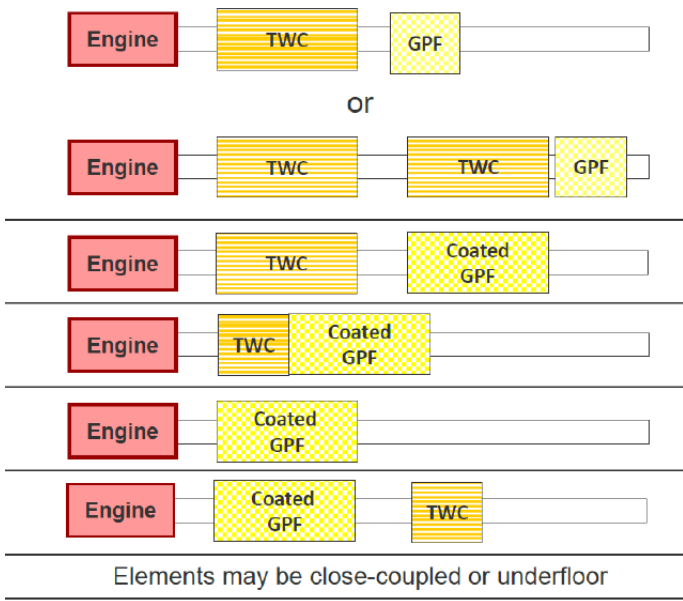 Engine TWC GPF
or
Engine TWC TWC GPF
Engine TWC Coated
GPF
Engine TWC Coated
GPF
Engine Coated
GPF
Engine Coated
GPF TWC
Elements may be close-coupled or underfloor